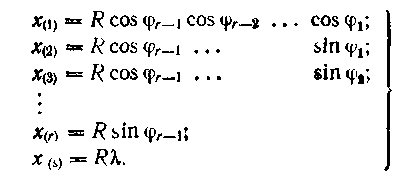 x₍₁₎ = R cos φᵣ₋₁ cos φᵣ₋₂ ... cos φ₁;
x₍₂₎ = R cos φᵣ₋₁ ... sin φ₁;
x₍₃₎ = R cos φᵣ₋₁ ... sin φ₂;
⋮
x₍ᵣ₎ = R sin φᵣ₋₁;
x₍ₛ₎ = Rλ.